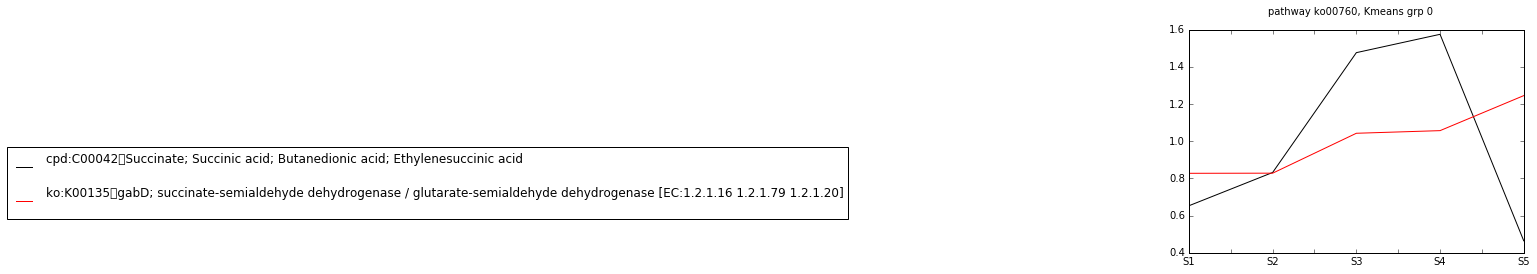 pathway ko00760, Kmeans grp 0
cpd:C00042▯Succinate; Succinic acid; Butanedionic acid; Ethylenesuccinic acid
ko:K00135▯gabD; succinate-semialdehyde dehydrogenase / glutarate-semialdehyde dehydrogenase [EC:1.2.1.16 1.2.1.79 1.2.1.20]
1.6
1.4
1.2
1.0
0.8
0.6
0.4
S1 S2 S3 S4 S5